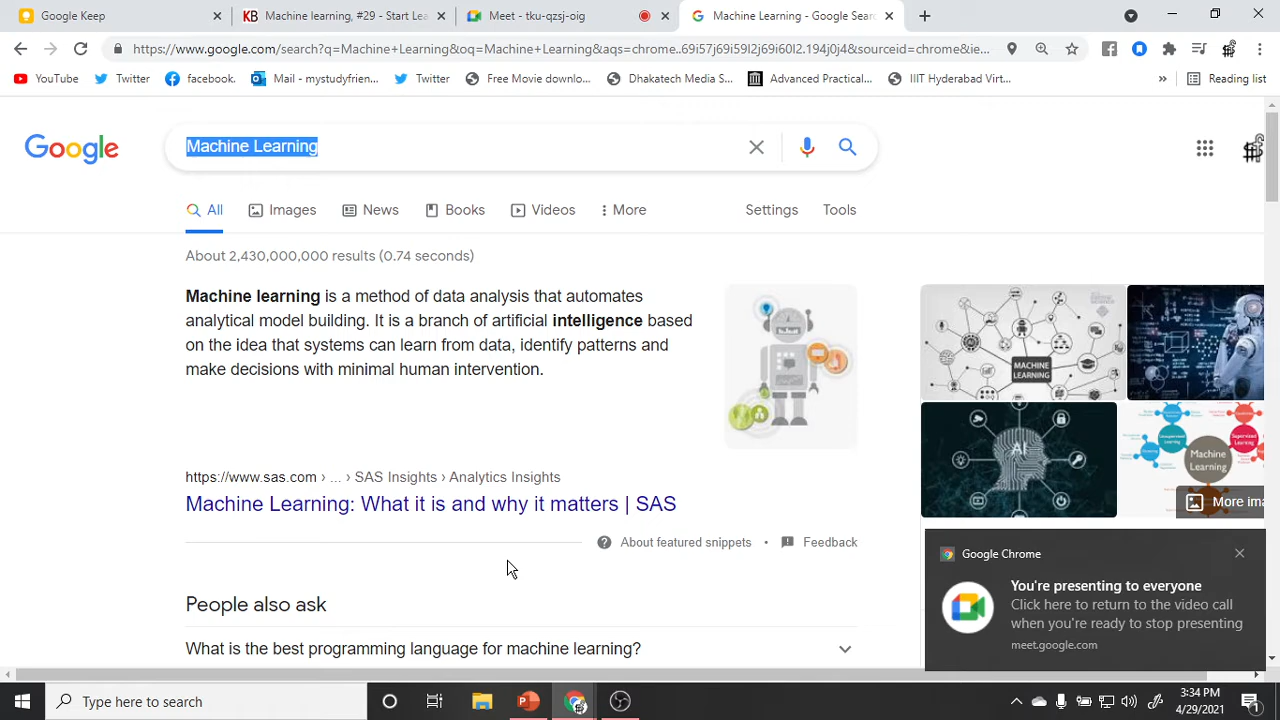 Google Keep
Machine learning, #29 - Start Lea
Meet - tku-qzsj-oig
Machine Learning - Google Sear
https://www.google.com/search?q=Machine+Learning&oq=Machine+Learning&aqs=chrome..69i57j69i59l2j69i60l2.194j0j4&sourceid=chrome&ie...
YouTube
Twitter
facebook.
Mail - mystudyfrien...
Twitter
Free Movie downlo...
Dhakatech Media S...
Advanced Practical...
IIIT Hyderabad Virt...
»
Reading list
Google
Machine Learning
All
Images
News
Books
Videos
More
Settings
Tools
About 2,430,000,000 results (0.74 seconds)
Machine learning is a method of data analysis that automates
analytical model building. It is a branch of artificial intelligence based
on the idea that systems can learn from data, identify patterns and
make decisions with minimal human intervention.
MACHINE
LEARNING
AI
Machine
Learning
More ima
https://www.sas.com › ... › SAS Insights › Analytics Insights
Machine Learning: What it is and why it matters | SAS
About featured snippets • Feedback
People also ask
What is the best programming language for machine learning?
Google Chrome
You're presenting to everyone
Click here to return to the video call
when you're ready to stop presenting
meet.google.com
Type here to search
3:34 PM
4/29/2021
1